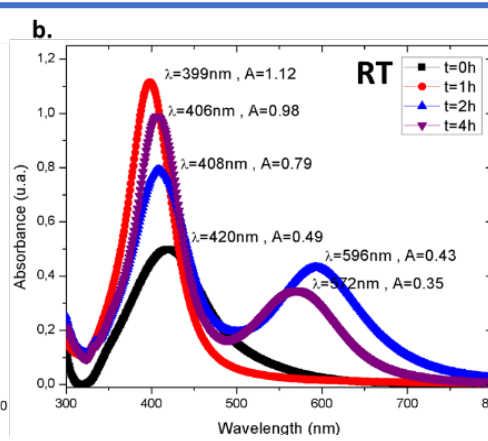 b.
1,2
1,0
0,8
0,6
0,4
0,2
0,0
Absorbance (u.a.)
λ=399nm , A=1.12
λ=406nm , A=0.98
λ=408nm , A=0.79
λ=420nm , A=0.49
λ=596nm , A=0.43
λ=572nm , A=0.35
RT
t=0h
t=1h
t=2h
t=4h
300
400
500
600
700
Wavelength (nm)